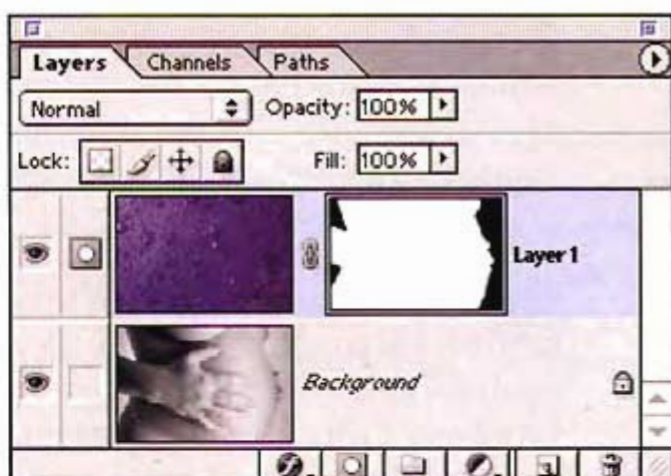 Layers Channels Paths
Normal Opacity: 100%
Lock: Fill: 100%
Layer 1
Background